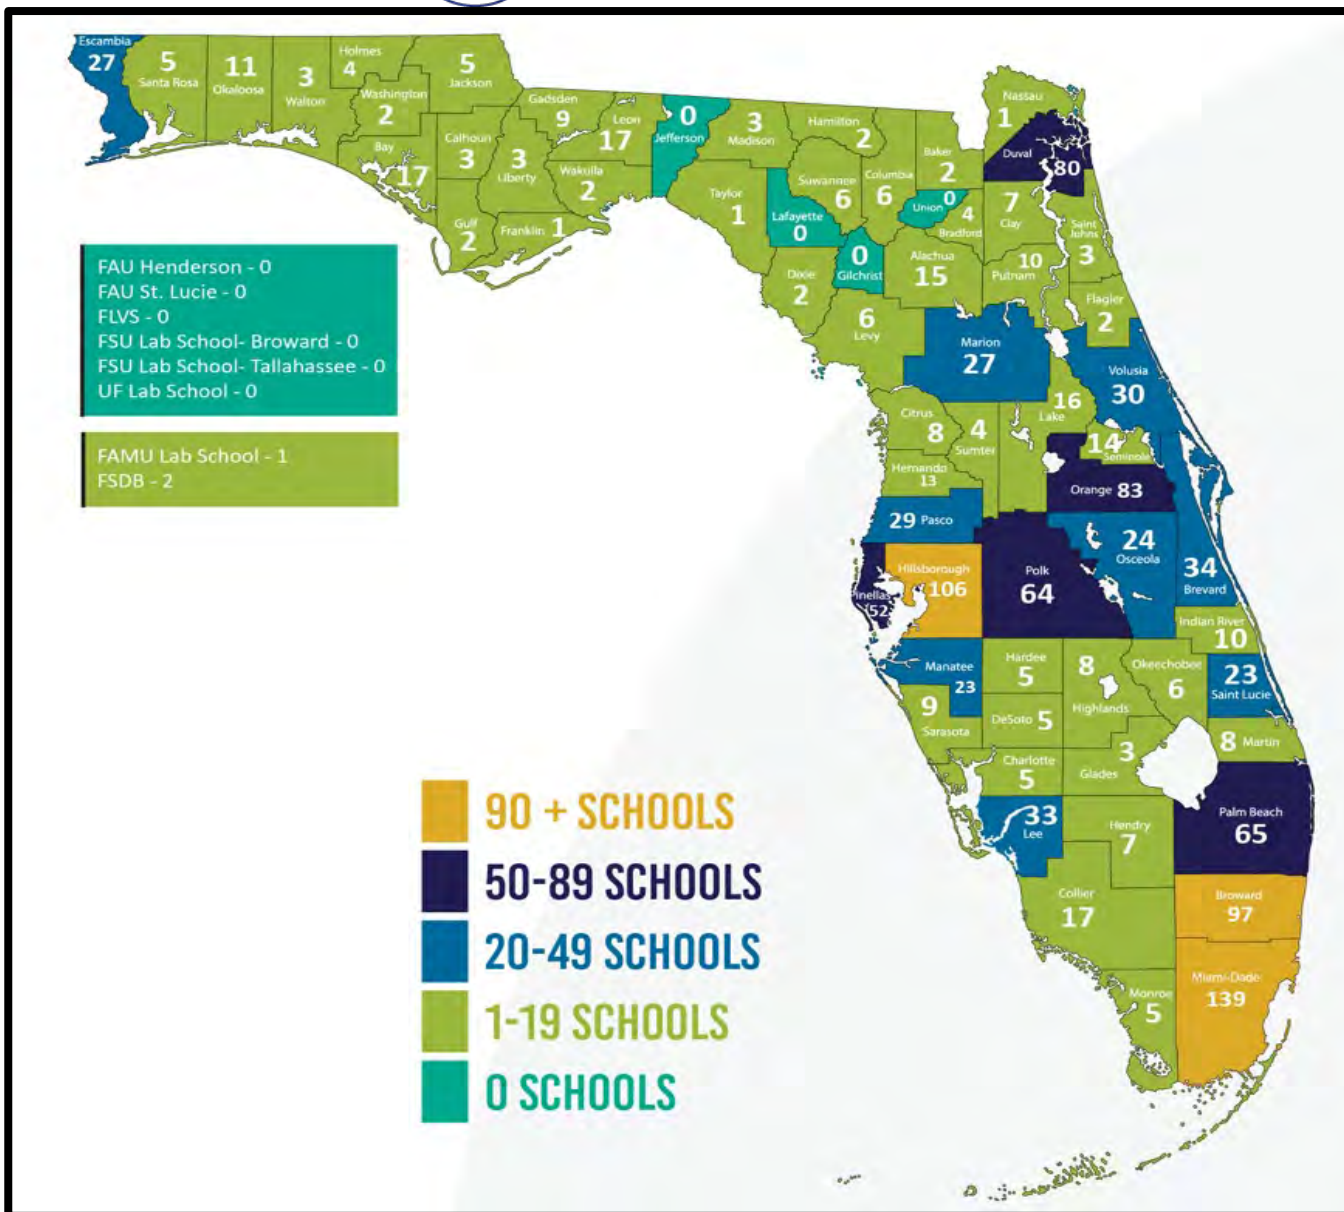 Escambia
27
5
Santa Rosa
11
Okaloosa
3
Walton
Holmes
4
Washington
2
5
Jackson
Bay
17
Calhoun
3
Gulf
2
3
Liberty
Franklin 1
Gadsden
9
Leon
17
Wakulla
2
0
Jefferson
3
Madison
Taylor
1
Hamilton
2
Suwannee
6
Lafayette
0
Columbia
6
Baker
2
Union 0
4
Bradford
0
Gilchrist
Dixie
2
Alachua
15
6
Levy
Nassau
1
Duval
80
7
Clay
Saint
Johns
3
10
Putnam
Flagler
2
Marion
27
Volusia
30
Citrus
8
4
Sumter
16
Lake
14
Seminole
Hernando
13
Orange 83
29 Pasco
Hillsborough
106
Pinellas
52
Polk
64
24
Osceola
34
Brevard
Indian River
10
Manatee
23
Hardee
5
8
Highlands
Okeechobee
6
23
Saint Lucie
9
Sarasota
DeSoto 5
8 Martin
Charlotte
5
3
Glades
33
Lee
Hendry
7
Palm Beach
65
Collier
17
Broward
97
Monroe
5
Miami-Dade
139
FAU Henderson - 0
FAU St. Lucie - 0
FLVS - 0
FSU Lab School- Broward - 0
FSU Lab School- Tallahassee - 0
UF Lab School - 0
FAMU Lab School - 1
FSDB - 2
90 + SCHOOLS
50-89 SCHOOLS
20-49 SCHOOLS
1-19 SCHOOLS
0 SCHOOLS